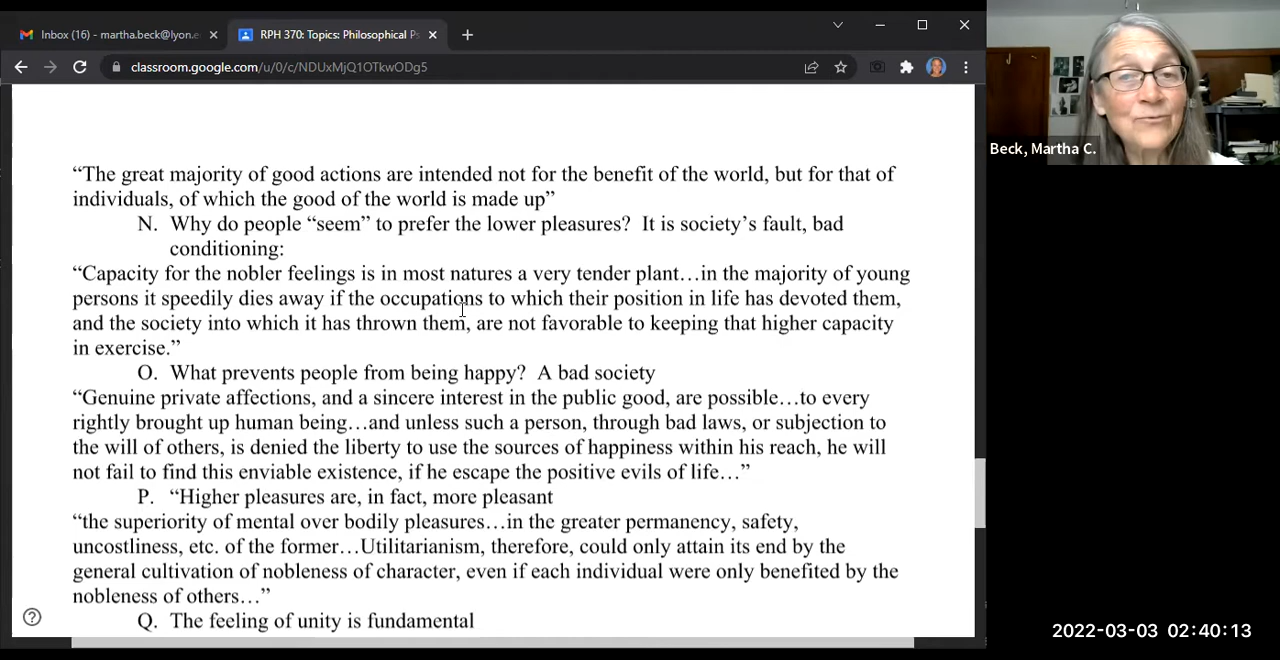 Inbox (16) - martha.beck@lyon.e
RPH 370: Topics: Philosophical Ps
classroom.google.com/u/0/c/NDUxMjQ1OTkwODg5
Beck, Martha C.
“The great majority of good actions are intended not for the benefit of the world, but for that of
individuals, of which the good of the world is made up”
N. Why do people “seem” to prefer the lower pleasures? It is society’s fault, bad
conditioning:
“Capacity for the nobler feelings is in most natures a very tender plant…in the majority of young
persons it speedily dies away if the occupations to which their position in life has devoted them,
and the society into which it has thrown them, are not favorable to keeping that higher capacity
in exercise.”
O. What prevents people from being happy? A bad society
“Genuine private affections, and a sincere interest in the public good, are possible…to every
rightly brought up human being…and unless such a person, through bad laws, or subjection to
the will of others, is denied the liberty to use the sources of happiness within his reach, he will
not fail to find this enviable existence, if he escape the positive evils of life…”
P. “Higher pleasures are, in fact, more pleasant
“the superiority of mental over bodily pleasures…in the greater permanency, safety,
uncostliness, etc. of the former…Utilitarianism, therefore, could only attain its end by the
general cultivation of nobleness of character, even if each individual were only benefited by the
nobleness of others…”
Q. The feeling of unity is fundamental
2022-03-03 02:40:13